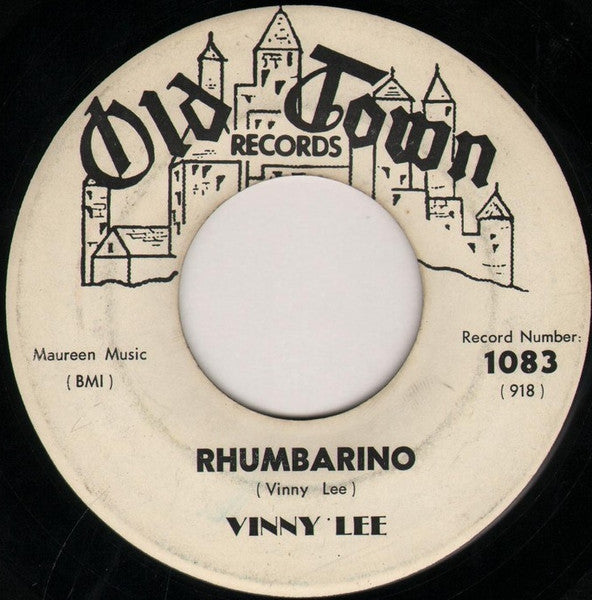 Old Town
RECORDS
Maureen Music
(BMI)
Record Number:
1083
(918)
RHUMBARINO
(Vinny Lee)
VINNY LEE